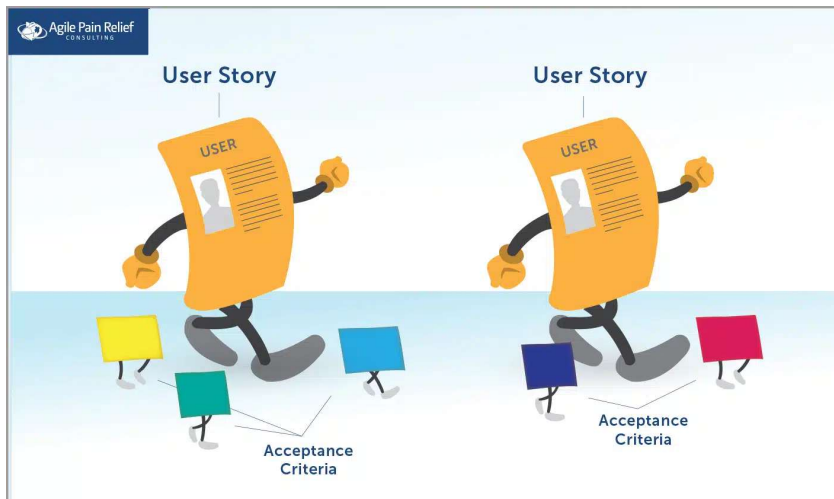 Agile Pain Relief
CONSULTING
User Story
User Story
USER
USER
Acceptance
Criteria
Acceptance
Criteria